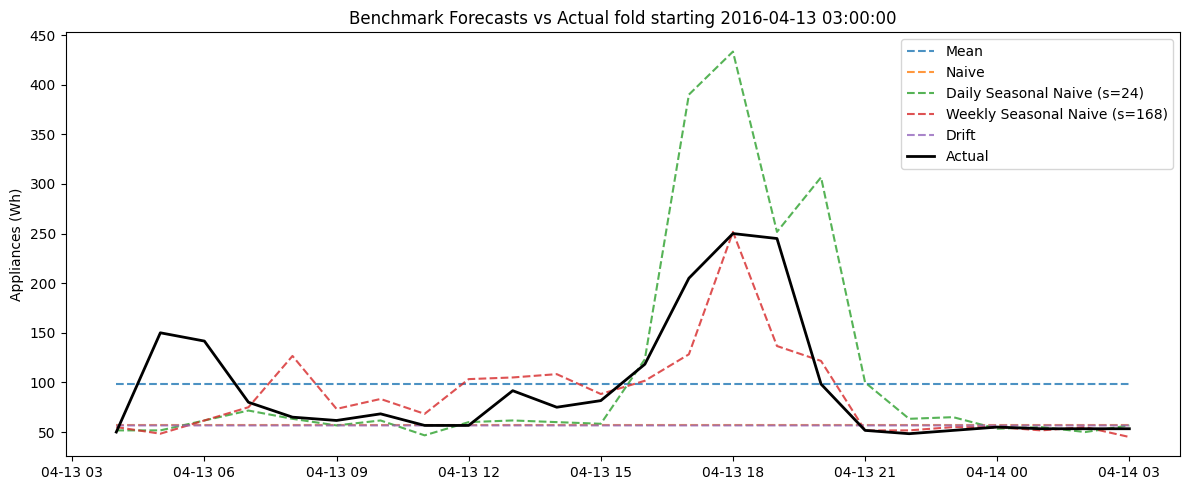 Benchmark Forecasts vs Actual fold starting 2016-04-13 03:00:00
Appliances (Wh)
450
400
350
300
250
200
150
100
50
04-13 03
04-13 06
04-13 09
04-13 12
04-13 15
04-13 18
04-13 21
04-14 00
04-14 03
Mean
Naive
Daily Seasonal Naive (s=24)
Weekly Seasonal Naive (s=168)
Drift
Actual